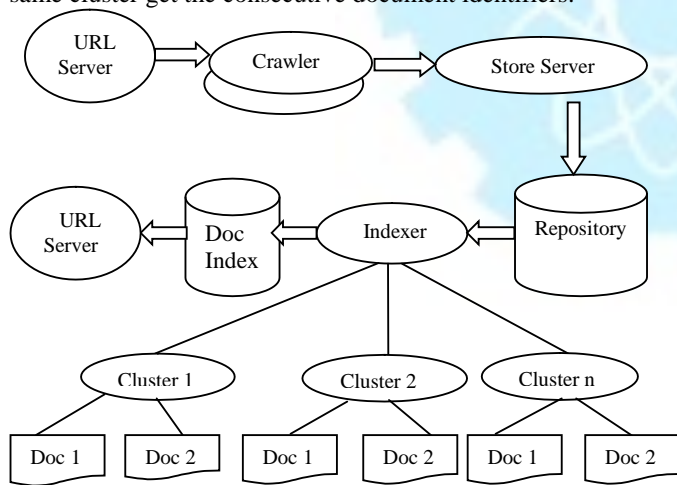 same cluster get the consecutive document identifiers.
URL
Server
Crawler
Store Server
URL
Server
Doc
Index
Indexer
Repository
Cluster 1
Cluster 2
Cluster n
Doc 1
Doc 2
Doc 1
Doc 2
Doc 1
Doc 2